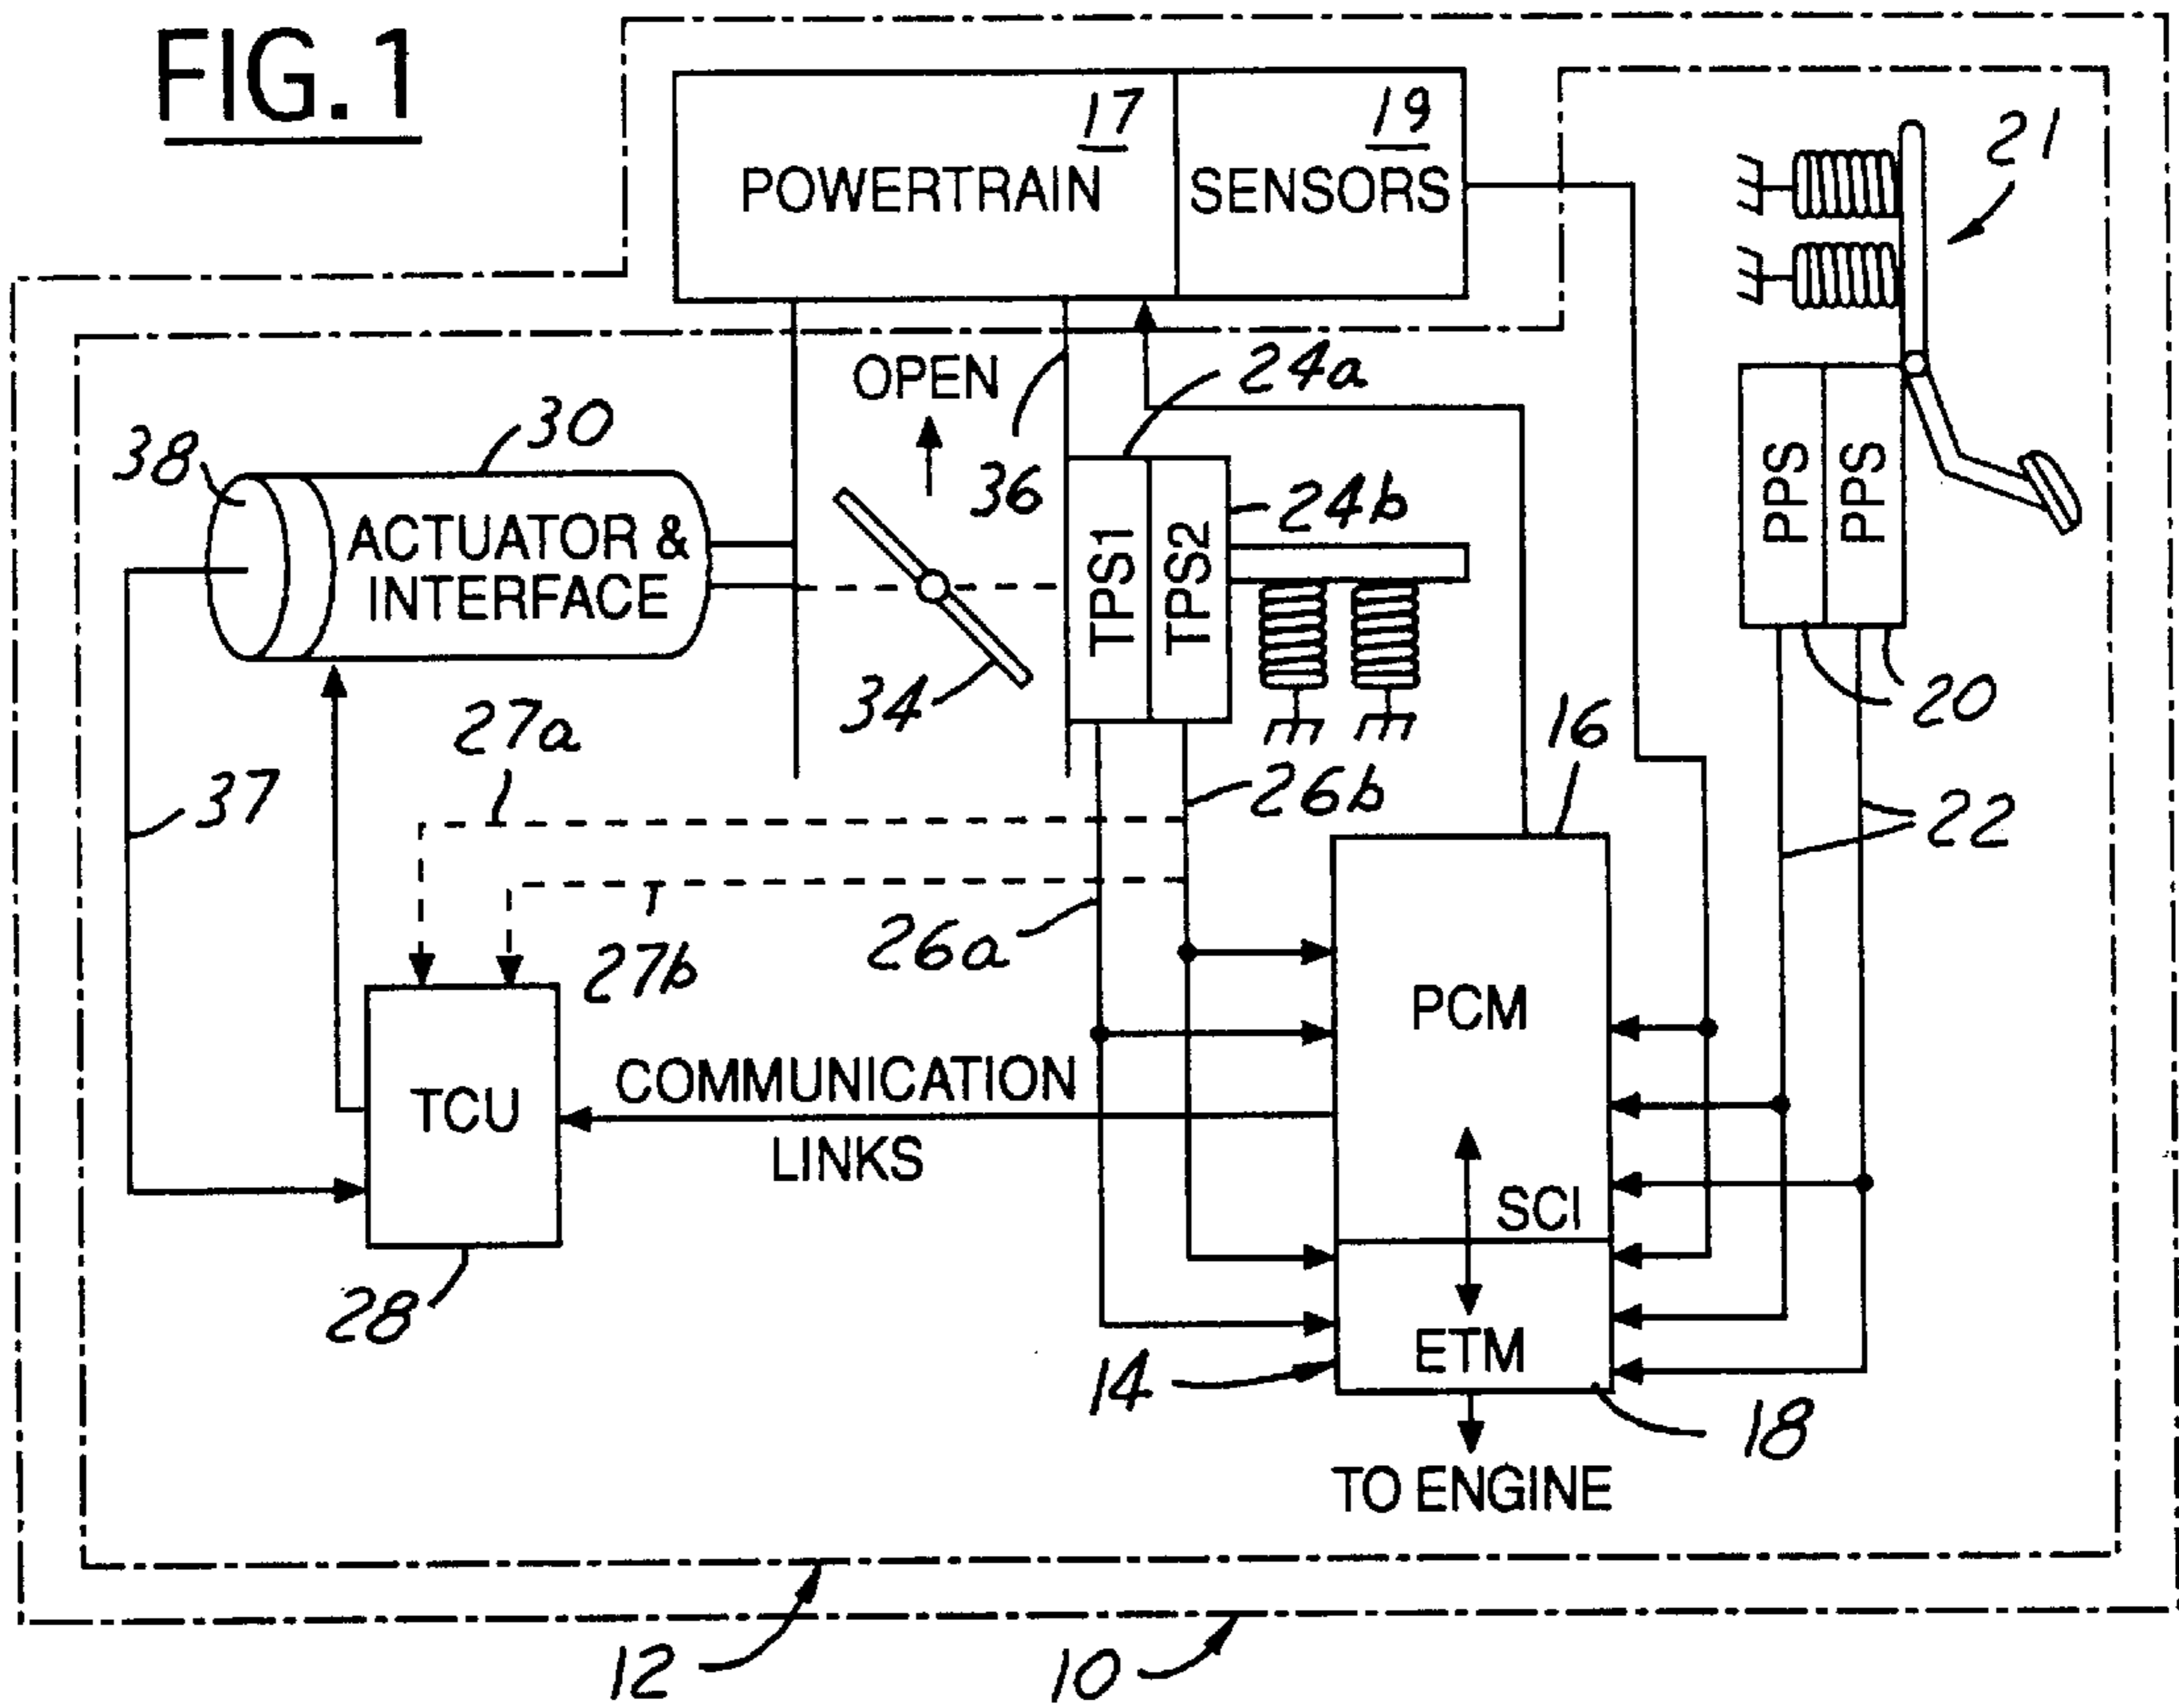 FIG.1
17
19
POWERTRAIN
SENSORS
21
OPEN
24a
30
38
36
24b
ACTUATOR &
INTERFACE
TPS1
TPS2
PPS
PPS
34
20
27a
16
37
26b
22
26a
27b
PCM
TCU
COMMUNICATION
LINKS
SCI
28
ETM
14
18
TO ENGINE
12
10